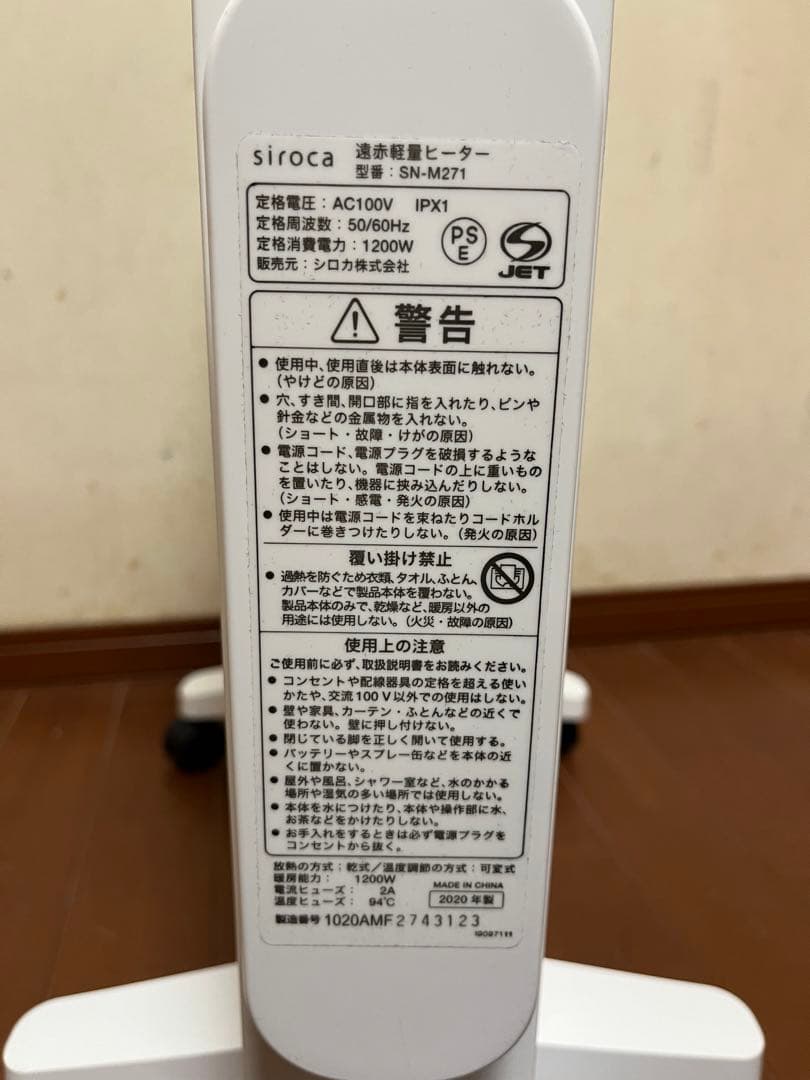 siroca 遠赤軽量ヒーター
型番：SN-M271
定格電圧：AC100V IPX1
定格周波数：50/60Hz
定格消費電力：1200W
販売元：シロカ株式会社
PS
E
JET
警告
● 使用中、使用直後は本体表面に触れない。
（やけどの原因）
● 穴、すき間、開口部に指を入れたり、ピンや
針金などの金属物を入れない。
（ショート・故障・けがの原因）
● 電源コード、電源プラグを破損するような
ことはしない。電源コードの上に重いもの
を置いたり、機器に挟み込んだりしない。
（ショート・感電・発火の原因）
● 使用中は電源コードを束ねたりコードホル
ダーに巻きつけたりしない。（発火の原因）
覆い掛け禁止
● 過熱を防ぐため衣類、タオル、ふとん、
カバーなどで製品本体を覆わない。
製品本体のみで、乾燥など、暖房以外の
用途には使用しない。（火災・故障の原因）
使用上の注意
ご使用前に必ず、取扱説明書をお読みください。
● コンセントや配線器具の定格を超える使い
かたや、交流100V以外での使用はしない。
● 壁や家具、カーテン・ふとんなどの近くで
使わない。壁に押し付けない。
● 閉じている脚を正しく開いて使用する。
● バッテリーやスプレー缶などを本体の近
くに置かない。
● 屋外や風呂、シャワー室など、水のかかる
場所や湿気の多い場所では使用しない。
● 本体を水につけたり、本体や操作部に水、
お茶などをかけたりしない。
● お手入れをするときは必ず電源プラグを
コンセントから抜く。
放熱の方式：乾式／温度調節の方式：可変式
暖房能力： 1200W
電流ヒューズ： 2A
温度ヒューズ： 94℃
MADE IN CHINA
2020年製
製造番号 1020AMF2743123